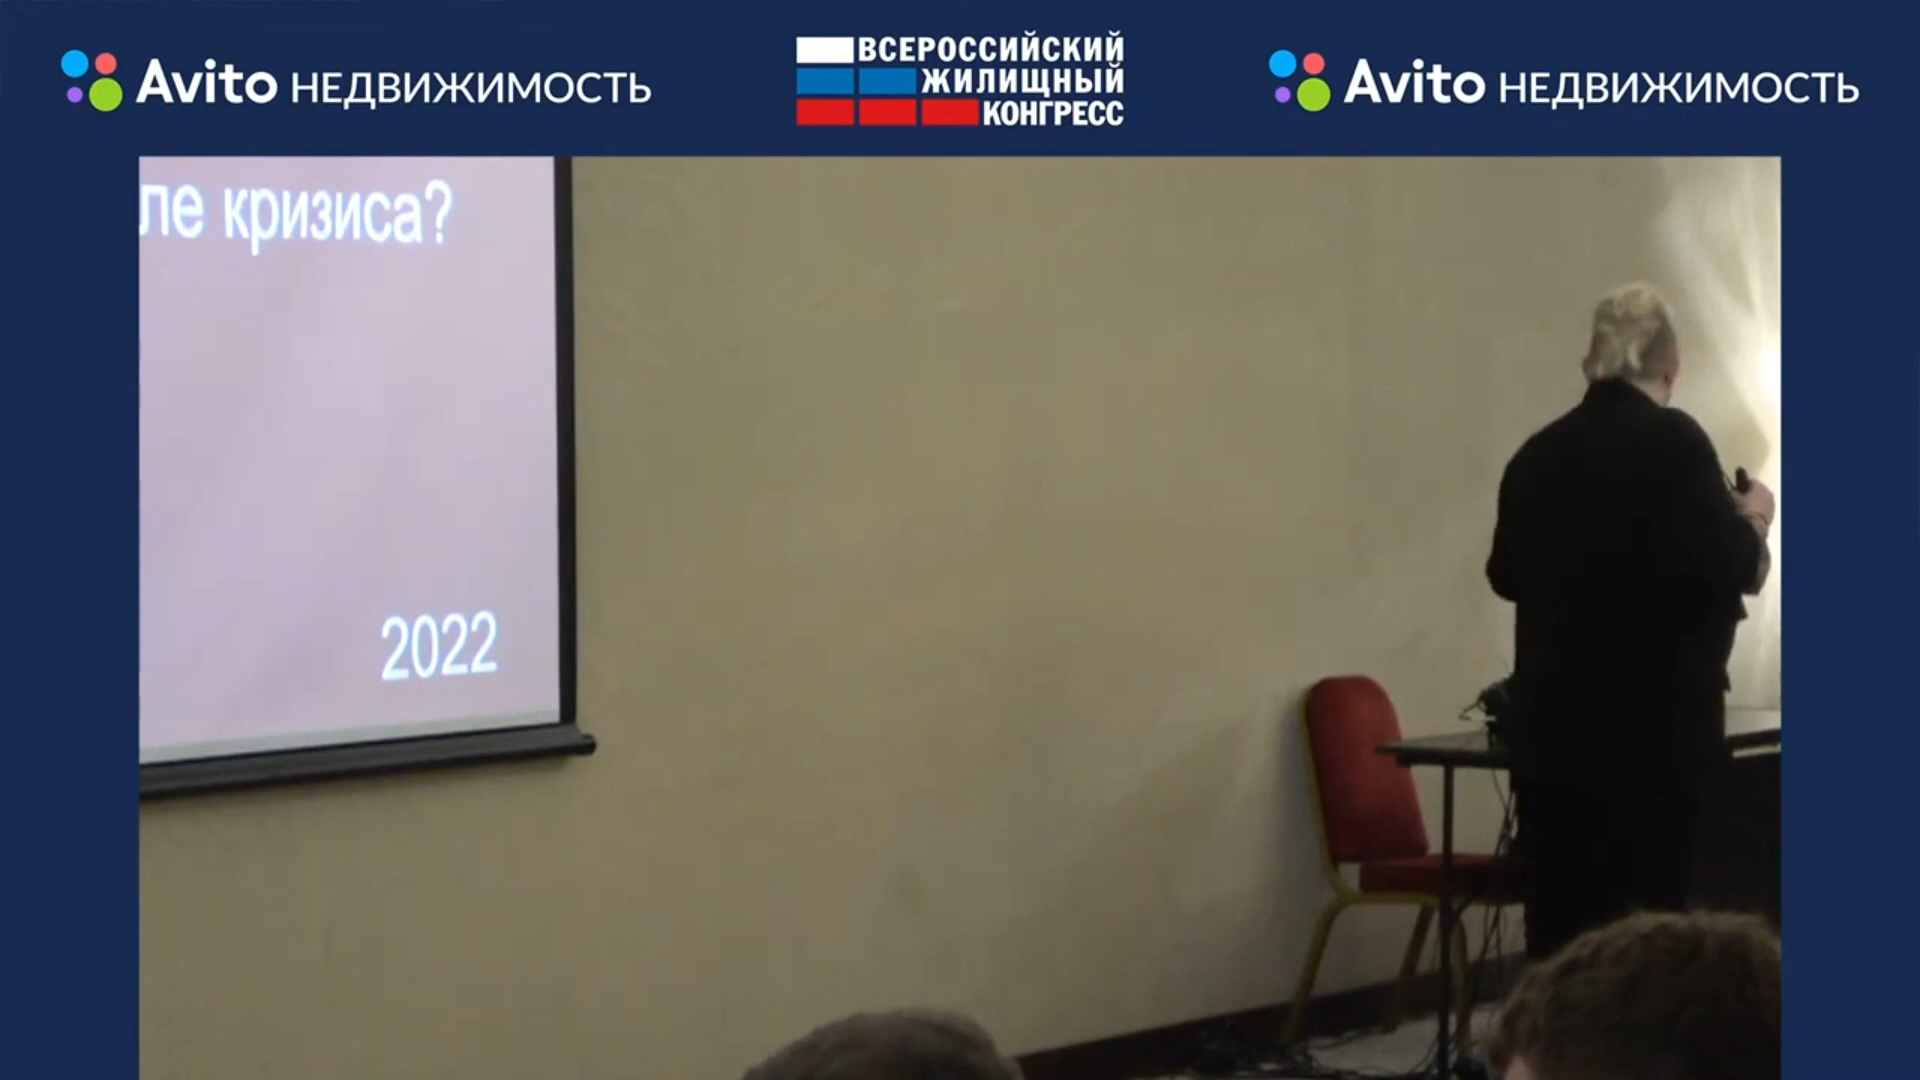 Avito НЕДВИЖИМОСТЬ
ВСЕРОССИЙСКИЙ
ЖИЛИЩНЫЙ
КОНГРЕСС
Avito НЕДВИЖИМОСТЬ
ле кризиса?
2022